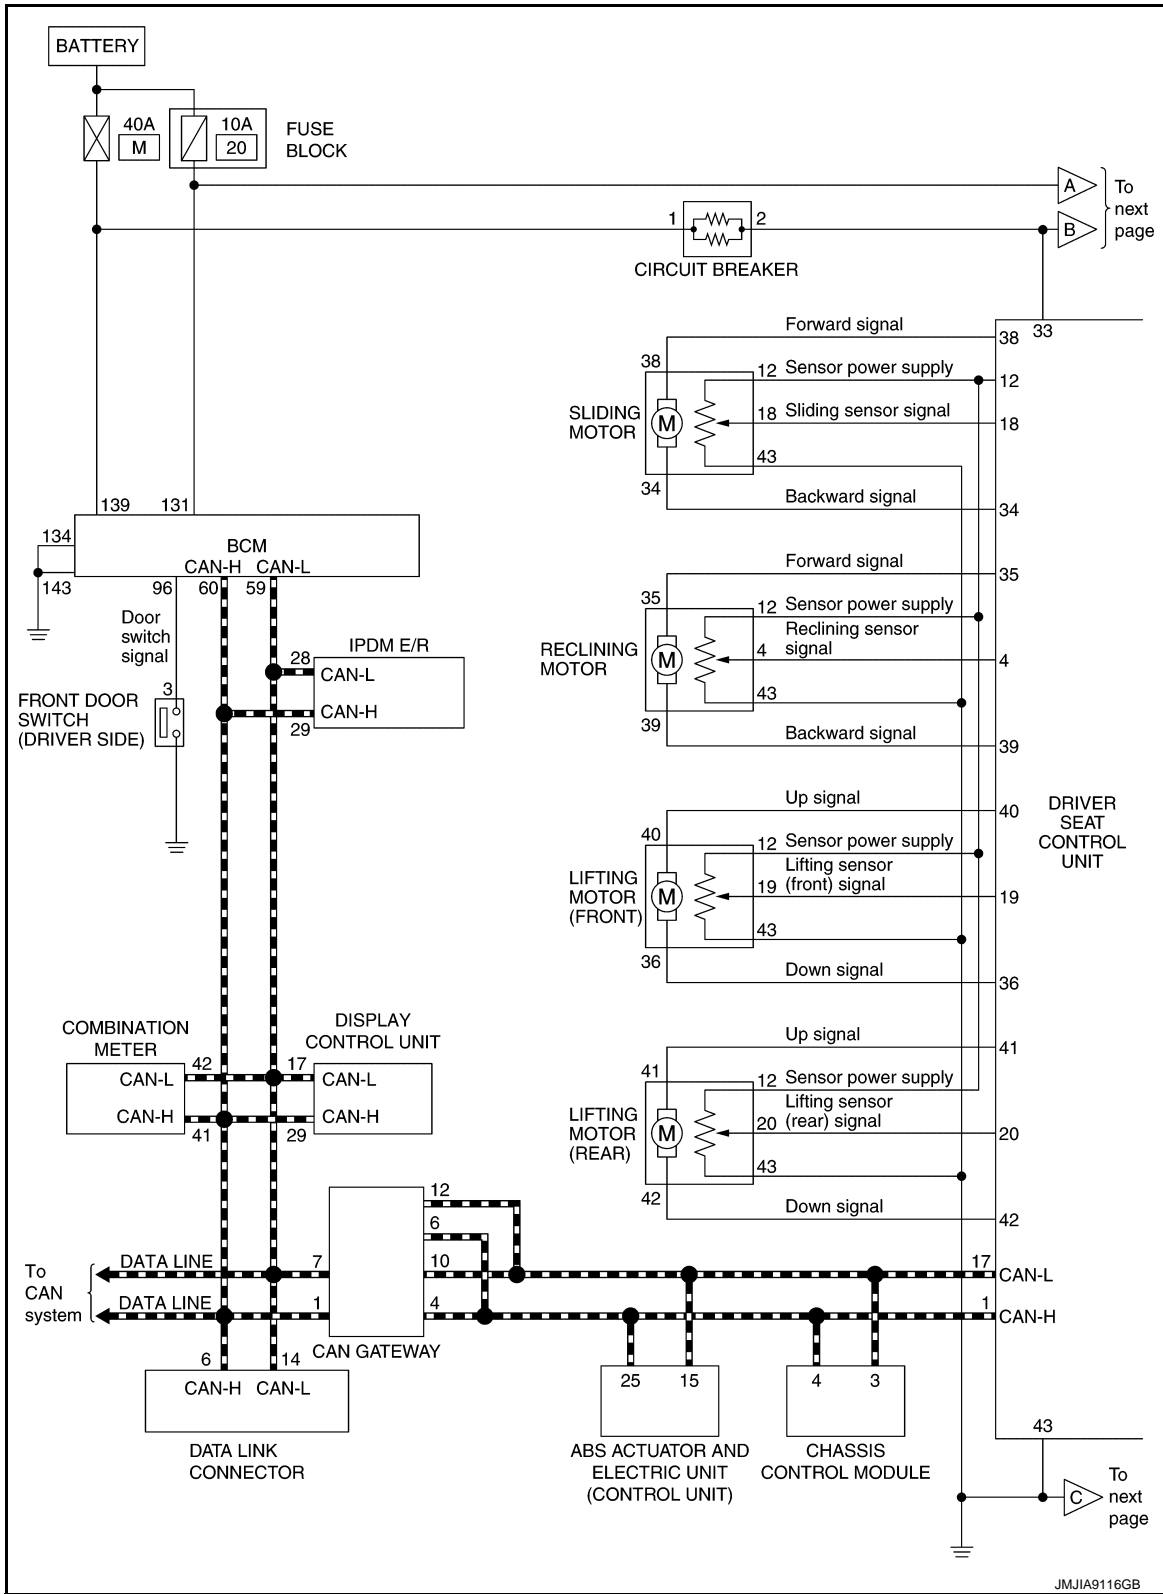 BATTERY
40A
M
10A
20
FUSE
BLOCK
A
B
To
next
page
1
2
CIRCUIT BREAKER
33
Forward signal
38
38
12 Sensor power supply
12
SLIDING
MOTOR
M
18 Sliding sensor signal
18
43
34
Backward signal
34
139
131
134
BCM
CAN-H CAN-L
143
96
60
59
Door
switch
signal
Forward signal
35
35
12 Sensor power supply
Reclining sensor
signal
RECLINING
MOTOR
M
4
4
43
39
Backward signal
39
IPDM E/R
28
CAN-L
CAN-H
29
3
FRONT DOOR
SWITCH
(DRIVER SIDE)
Up signal
40
40
12 Sensor power supply
Lifting sensor
(front) signal
LIFTING
MOTOR
(FRONT)
M
19
19
43
36
Down signal
36
DRIVER
SEAT
CONTROL
UNIT
COMBINATION
METER
DISPLAY
CONTROL UNIT
42
17
CAN-L
CAN-L
CAN-H
CAN-H
41
29
Up signal
41
41
12 Sensor power supply
Lifting sensor
(rear) signal
LIFTING
MOTOR
(REAR)
M
20
20
43
42
Down signal
42
12
6
To
CAN
system
DATA LINE
7
10
17
CAN-L
DATA LINE
1
4
1
CAN-H
CAN GATEWAY
6
14
CAN-H CAN-L
DATA LINK
CONNECTOR
25
15
ABS ACTUATOR AND
ELECTRIC UNIT
(CONTROL UNIT)
4
3
CHASSIS
CONTROL MODULE
43
C
To
next
page
JMJIA9116GB